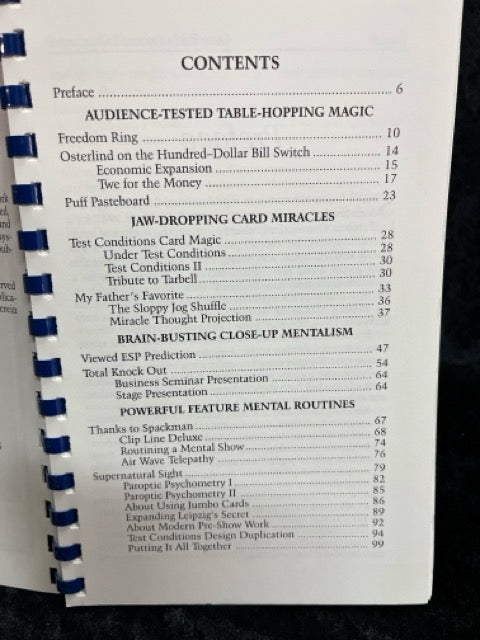 CONTENTS
Preface 6
AUDIENCE-TESTED TABLE-HOPPING MAGIC
Freedom Ring 10
Osterlind on the Hundred–Dollar Bill Switch 14
Economic Expansion 15
Twe for the Money 17
Puff Pasteboard 23
JAW-DROPPING CARD MIRACLES
Test Conditions Card Magic 28
Under Test Conditions 28
Test Conditions II 30
Tribute to Tarbell 30
My Father's Favorite 33
The Sloppy Jog Shuffle 36
Miracle Thought Projection 37
BRAIN-BUSTING CLOSE-UP MENTALISM
Viewed ESP Prediction 47
Total Knock Out 54
Business Seminar Presentation 64
Stage Presentation 64
POWERFUL FEATURE MENTAL ROUTINES
Thanks to Spackman 67
Clip Line Deluxe 68
Routining a Mental Show 74
Air Wave Telepathy 76
Supernatural Sight 79
Paroptic Psychometry I 82
Paroptic Psychometry II 85
About Using Jumbo Cards 86
Expanding Leipzig's Secret 89
About Modern Pre-Show Work 92
Test Conditions Design Duplication 94
Putting It All Together 99